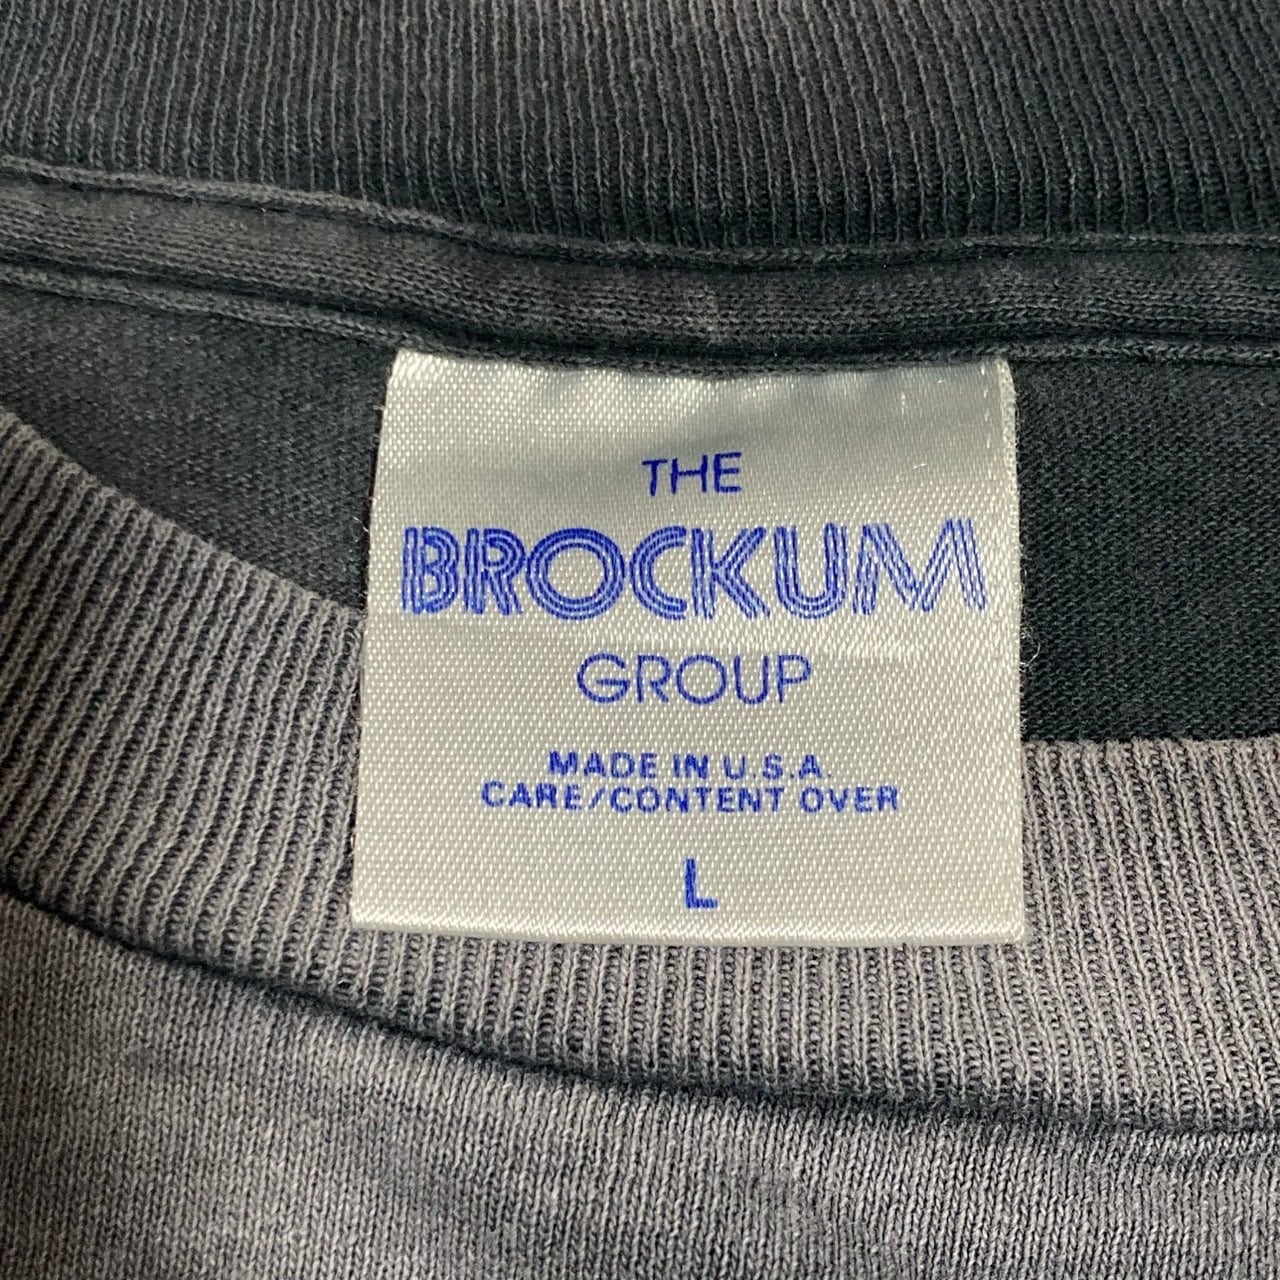 THE
BROCKUM
GROUP
MADE IN U.S.A.
CARE/CONTENT OVER
L